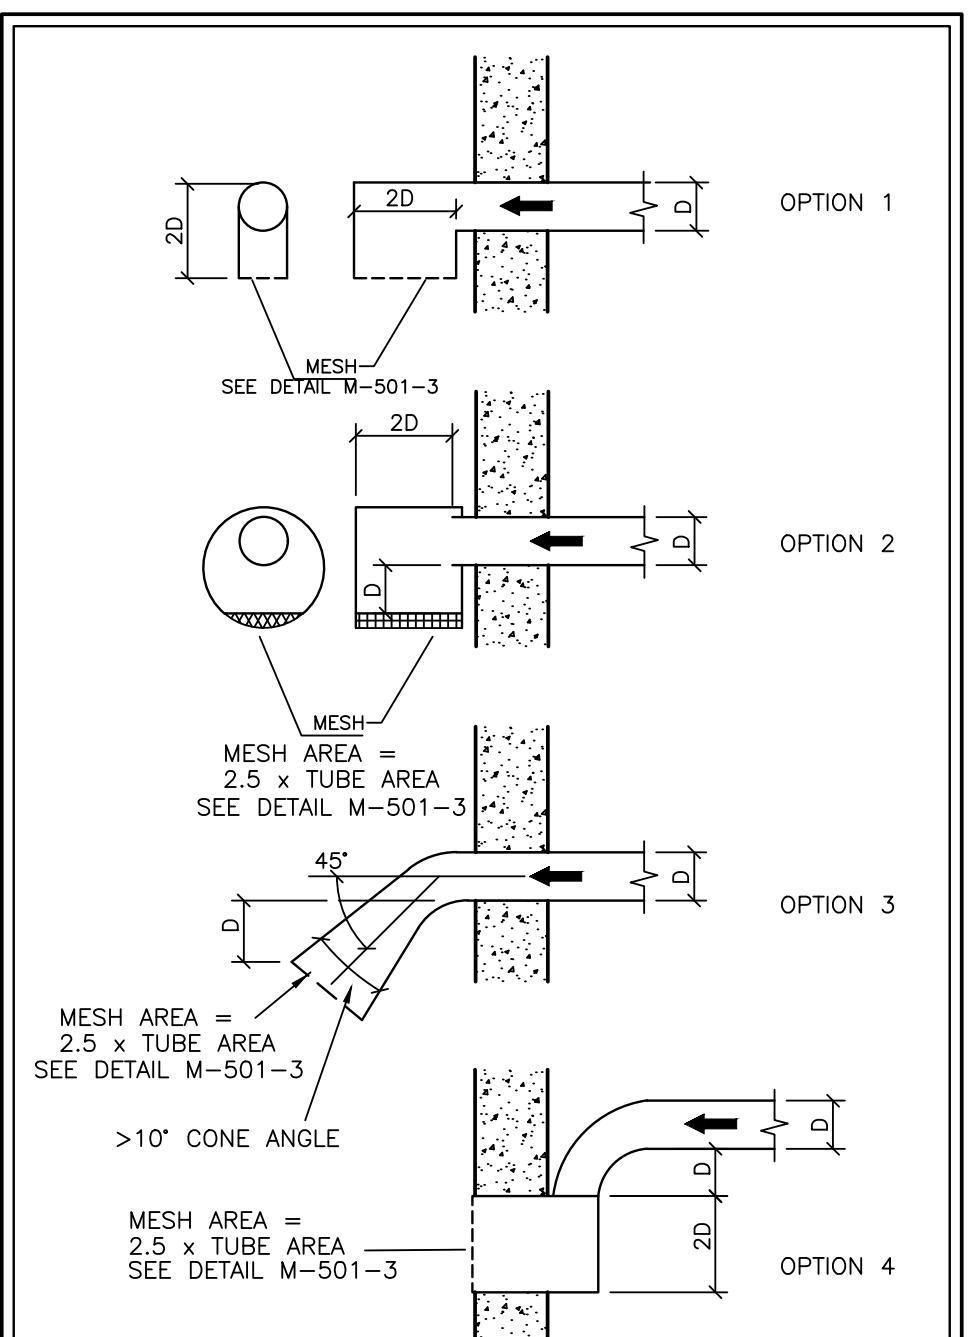 2D
2D
D
OPTION 1
MESH
SEE DETAIL M-501-3
2D
D
D
OPTION 2
MESH
MESH AREA =
2.5 x TUBE AREA
SEE DETAIL M-501-3
45°
D
D
OPTION 3
MESH AREA =
2.5 x TUBE AREA
SEE DETAIL M-501-3
>10° CONE ANGLE
D
D
2D
MESH AREA =
2.5 x TUBE AREA
SEE DETAIL M-501-3
OPTION 4